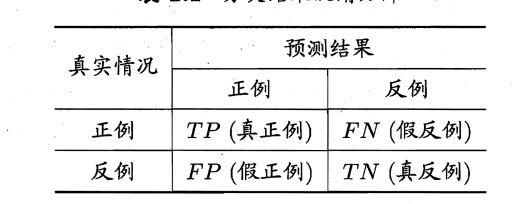 真实情况
预测结果
正例 反例
正例 TP (真正例) FN (假反例)
反例 FP (假正例) TN (真反例)